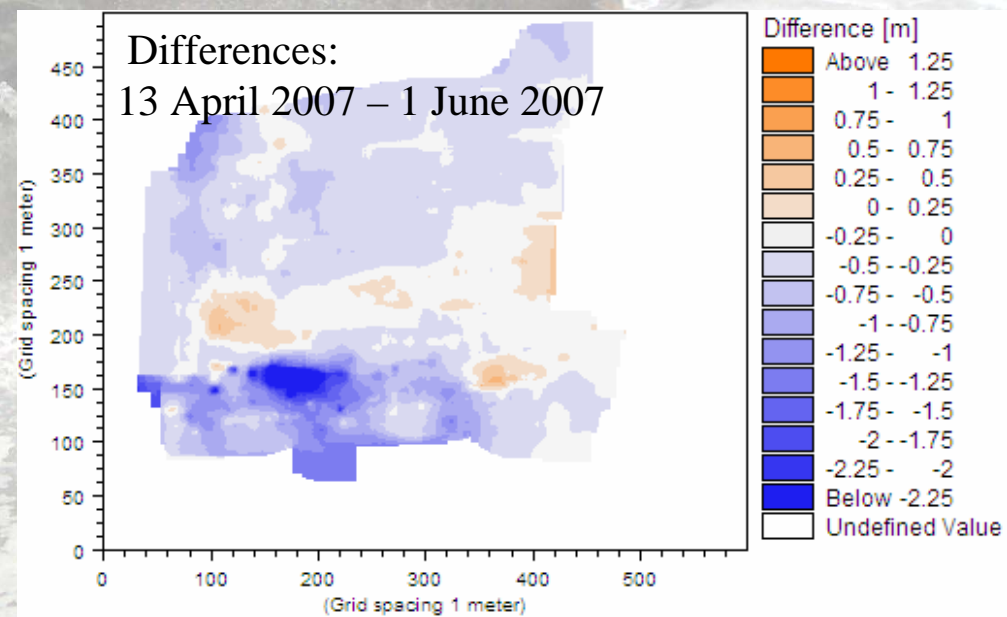 Differences:
13 April 2007 – 1 June 2007
(Grid spacing 1 meter)
450
400
350
300
250
200
150
100
50
0
0 100 200 300 400 500
(Grid spacing 1 meter)
Difference [m]
Above 1.25
1 - 1.25
0.75 - 1
0.5 - 0.75
0.25 - 0.5
0 - 0.25
-0.25 - 0
-0.5 - -0.25
-0.75 - -0.5
-1 - -0.75
-1.25 - -1
-1.5 - -1.25
-1.75 - -1.5
-2 - -1.75
-2.25 - -2
Below -2.25
Undefined Value